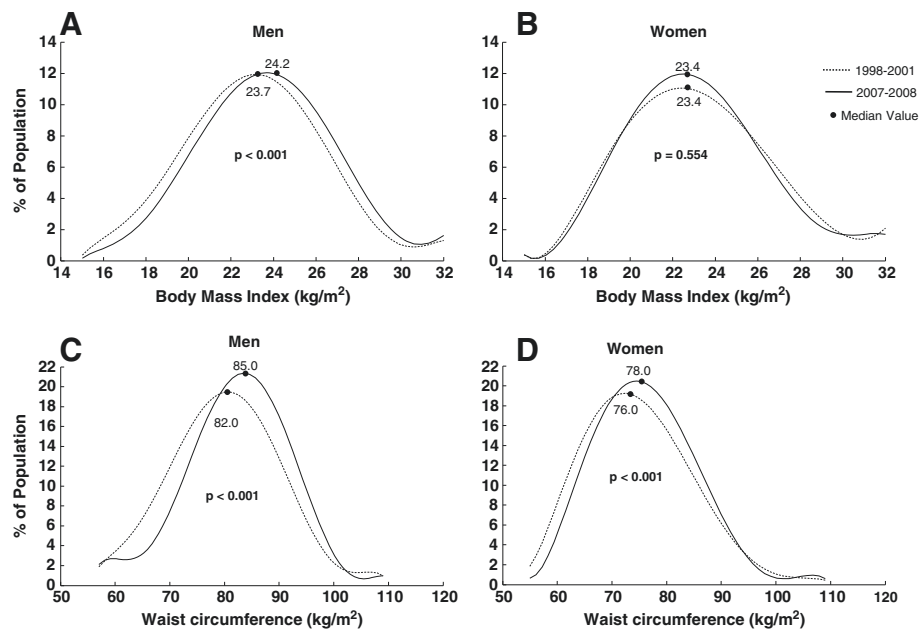 A
Men
14
12
10
8
6
4
2
0
% of Population
24.2
23.7
p < 0.001
14 16 18 20 22 24 26 28 30 32
Body Mass Index (kg/m²)
B
Women
14
12
10
8
6
4
2
0
23.4
23.4
p = 0.554
14 16 18 20 22 24 26 28 30 32
Body Mass Index (kg/m²)
1998-2001
2007-2008
Median Value
C
Men
22
20
18
16
14
12
10
8
6
4
2
0
% of Population
85.0
82.0
p < 0.001
50 60 70 80 90 100 110 120
Waist circumference (kg/m²)
D
Women
22
20
18
16
14
12
10
8
6
4
2
0
78.0
76.0
p < 0.001
50 60 70 80 90 100 110 120
Waist circumference (kg/m²)